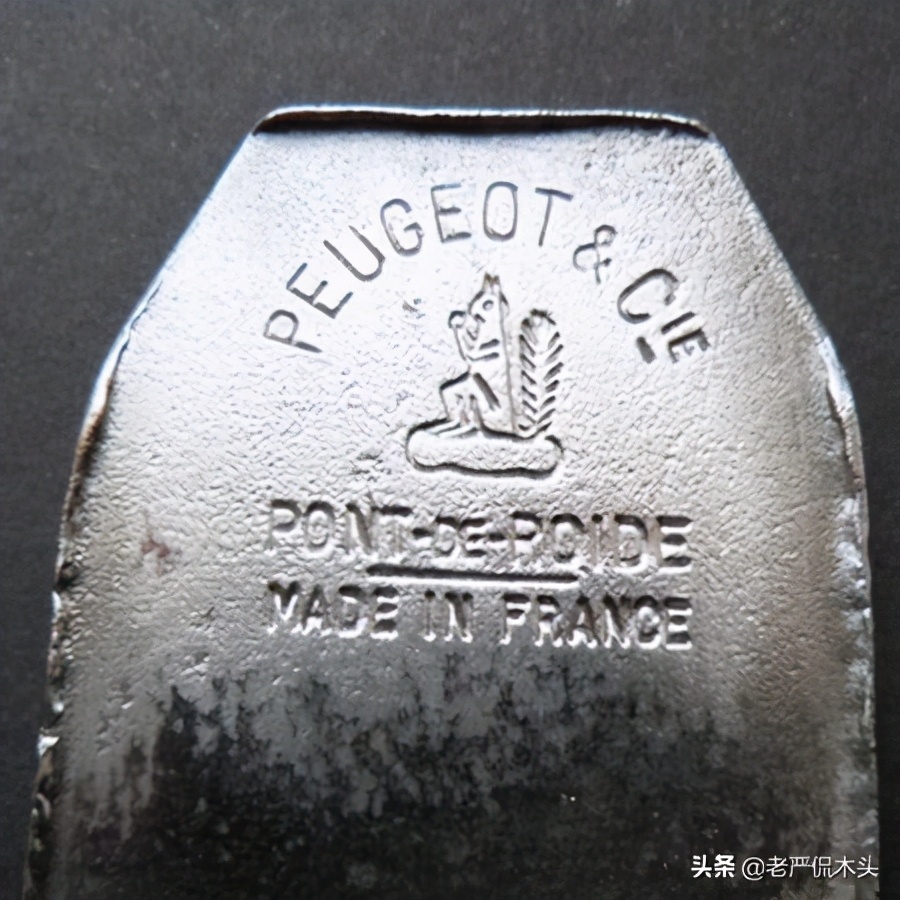 PEUGEOT & CIE
PONT-DE-ROIDE
MADE IN FRANCE
头条 @老严侃木头